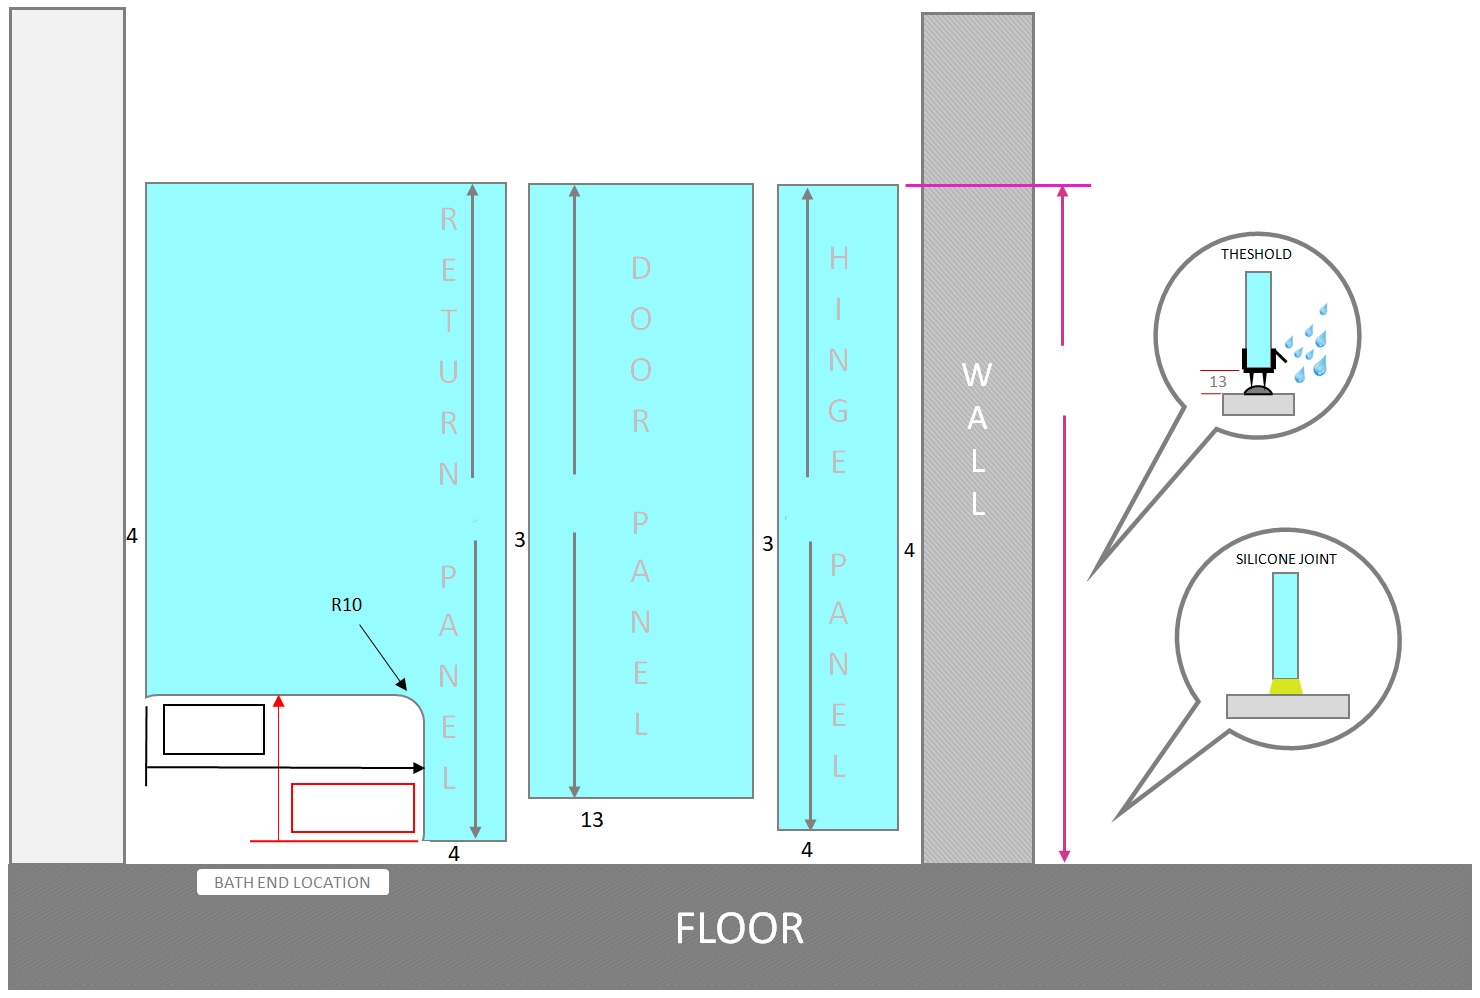 RETURN PANEL
DOOR PANEL
HINGE PANEL
WALL
THESHOLD
13
4
3
3
4
SILICONE JOINT
R10
13
4
4
BATH END LOCATION
FLOOR